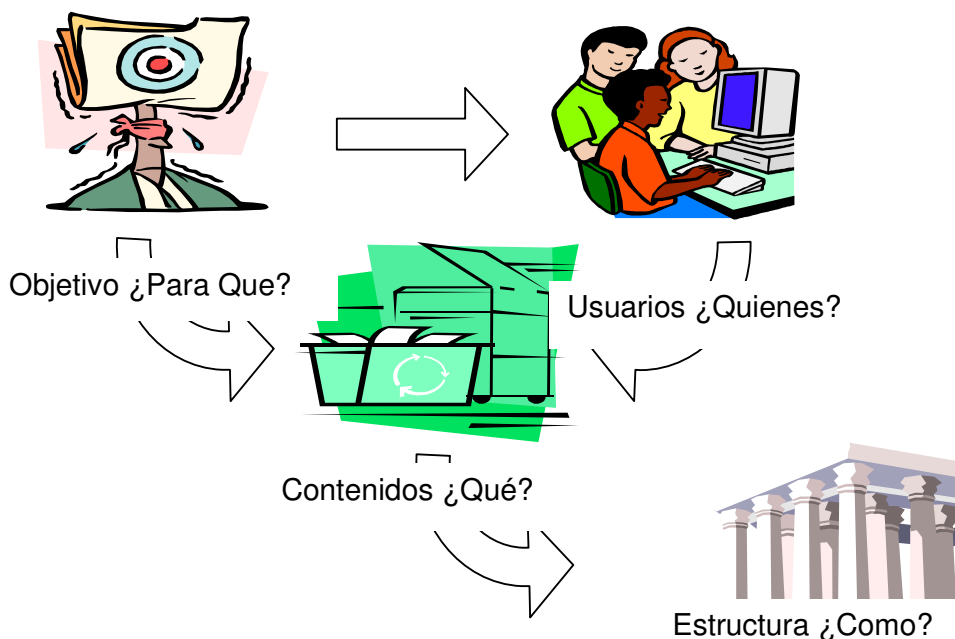 Objetivo ¿Para Que?
Usuarios ¿Quienes?
Contenidos ¿Qué?
Estructura ¿Como?